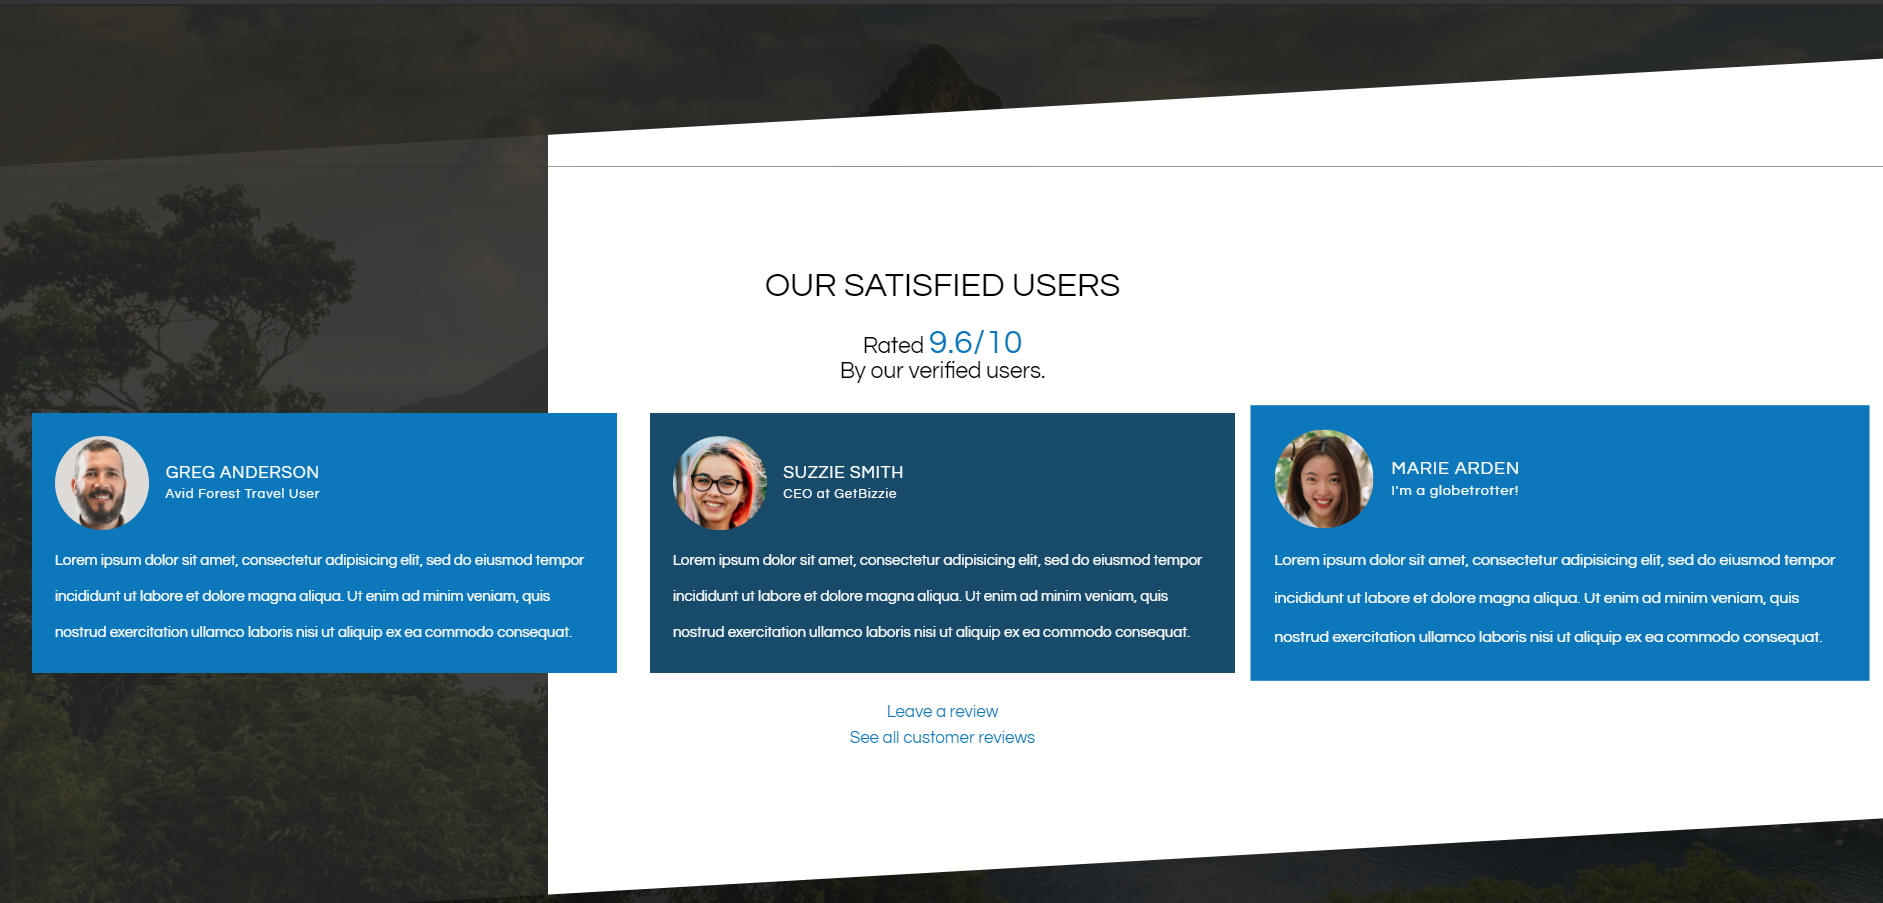 OUR SATISFIED USERS
Rated 9.6/10
By our verified users.
GREG ANDERSON
Avid Forest Travel User
Lorem ipsum dolor sit amet, consectetur adipisicing elit, sed do eiusmod tempor
incididunt ut labore et dolore magna aliqua. Ut enim ad minim veniam, quis
nostrud exercitation ullamco laboris nisi ut aliquip ex ea commodo consequat.
SUZZIE SMITH
CEO at GetBizzie
Lorem ipsum dolor sit amet, consectetur adipisicing elit, sed do eiusmod tempor
incididunt ut labore et dolore magna aliqua. Ut enim ad minim veniam, quis
nostrud exercitation ullamco laboris nisi ut aliquip ex ea commodo consequat.
MARIE ARDEN
I'm a globetrotter!
Lorem ipsum dolor sit amet, consectetur adipisicing elit, sed do eiusmod tempor
incididunt ut labore et dolore magna aliqua. Ut enim ad minim veniam, quis
nostrud exercitation ullamco laboris nisi ut aliquip ex ea commodo consequat.
Leave a review
See all customer reviews